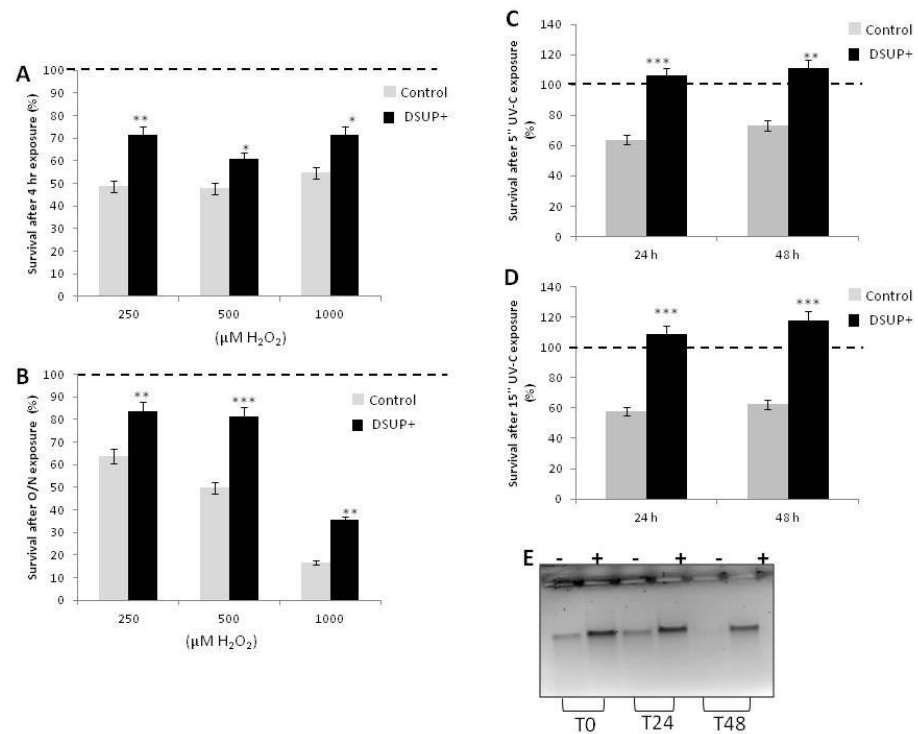 A
Survival after 4 hr exposure (%)
100
90
80
70
60
50
40
30
20
10
0
** * *
Control
DSUP+
250 500 1000
(μM H₂O₂)
B
Survival after O/N exposure (%)
100
90
80
70
60
50
40
30
20
10
0
** *** **
Control
DSUP+
250 500 1000
(μM H₂O₂)
C
Survival after 5" UV-C exposure
(%)
140
120
100
80
60
40
20
0
*** **
Control
DSUP+
24 h 48 h
D
Survival after 15" UV-C exposure
(%)
140
120
100
80
60
40
20
0
*** ***
Control
DSUP+
24 h 48 h
E - + - + - +
T0 T24 T48